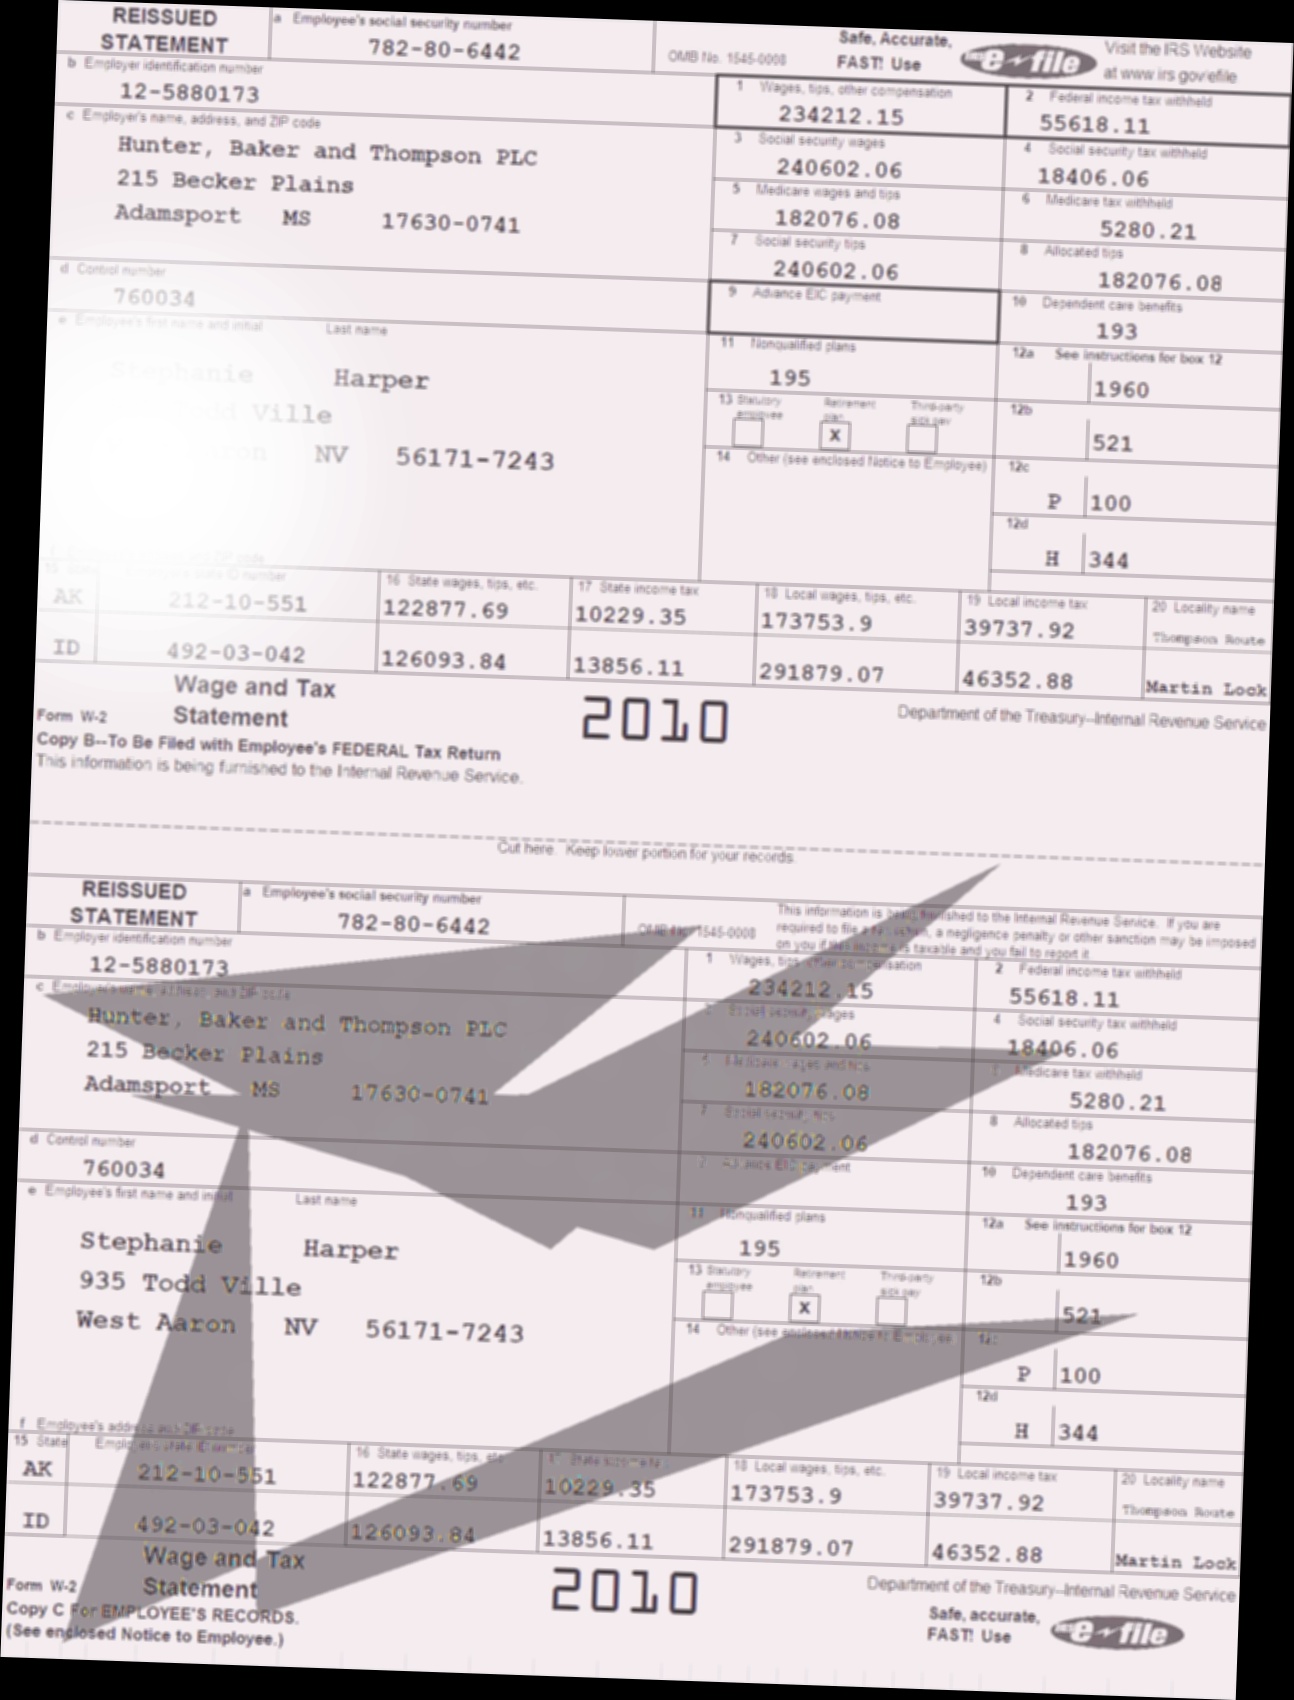 REISSUED
STATEMENT
a Employee's social security number
782-80-6442
OMB No. 1545-0008
Safe, Accurate,
FAST! Use
IRS e-file
Visit the IRS Website
at www.irs.gov/efile
b Employer identification number
12-5880173
1 Wages, tips, other compensation
234212.15
2 Federal income tax withheld
55618.11
c Employer's name, address, and ZIP code
Hunter, Baker and Thompson PLC
215 Becker Plains
Adamsport MS 17630-0741
3 Social security wages
240602.06
4 Social security tax withheld
18406.06
5 Medicare wages and tips
182076.08
6 Medicare tax withheld
5280.21
7 Social security tips
240602.06
8 Allocated tips
182076.08
d Control number
760034
9 Advance EIC payment
10 Dependent care benefits
193
e Employee's first name and initial Last name
Stephanie Harper
Todd Ville
NV 56171-7243
11 Nonqualified plans
195
12a See instructions for box 12
1960
13 Statutory employee
Retirement plan
Third-party sick pay
X
12b
521
14 Other (see enclosed Notice to Employee)
12c
P 100
12d
H 344
ZIP code
16 State wages, tips, etc.
17 State income tax
18 Local wages, tips, etc.
19 Local income tax
20 Locality name
AK 212-10-551 122877.69 10229.35 173753.9 39737.92 Thompson Route
ID 492-03-042 126093.84 13856.11 291879.07 46352.88 Martin Lock
Form W-2
Wage and Tax
Statement
2010
Department of the Treasury--Internal Revenue Service
Copy B--To Be Filed with Employee's FEDERAL Tax Return
This information is being furnished to the Internal Revenue Service.
Cut here. Keep lower portion for your records.
REISSUED
STATEMENT
a Employee's social security number
782-80-6442
OMB No. 1545-0008
This information is being furnished to the Internal Revenue Service. If you are
required to file a tax return, a negligence penalty or other sanction may be imposed
on you if this income is taxable and you fail to report it.
b Employer identification number
12-5880173
1 Wages, tips, other compensation
234212.15
2 Federal income tax withheld
55618.11
c Employer's name, address, and ZIP code
Hunter, Baker and Thompson PLC
215 Becker Plains
Adamsport MS 17630-0741
3 Social security wages
240602.06
4 Social security tax withheld
18406.06
5 Medicare wages and tips
182076.08
6 Medicare tax withheld
5280.21
7 Social security tips
240602.06
8 Allocated tips
182076.08
d Control number
760034
9 Advance EIC payment
10 Dependent care benefits
193
e Employee's first name and initial Last name
Stephanie Harper
935 Todd Ville
West Aaron NV 56171-7243
11 Nonqualified plans
195
12a See instructions for box 12
1960
13 Statutory employee
Retirement plan
Third-party sick pay
X
12b
521
14 Other (see enclosed Notice to Employee)
12c
P 100
12d
H 344
f Employee's address and ZIP code
15 State Employer's state ID number
16 State wages, tips, etc.
17 State income tax
18 Local wages, tips, etc.
19 Local income tax
20 Locality name
AK 212-10-551 122877.69 10229.35 173753.9 39737.92 Thompson Route
ID 492-03-042 126093.84 13856.11 291879.07 46352.88 Martin Lock
Form W-2
Wage and Tax
Statement
2010
Department of the Treasury--Internal Revenue Service
Copy C For EMPLOYEE'S RECORDS.
(See enclosed Notice to Employee.)
Safe, accurate,
FAST! Use
IRS e-file